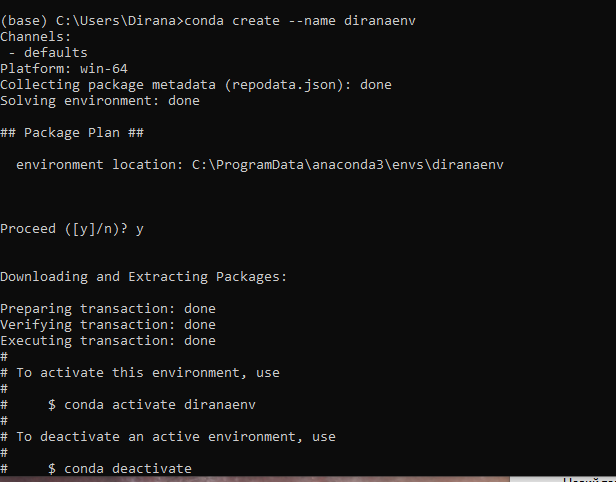 (base) C:\Users\Dirana>conda create --name diranaenv
Channels:
 - defaults
Platform: win-64
Collecting package metadata (repodata.json): done
Solving environment: done
## Package Plan ##
  environment location: C:\ProgramData\anaconda3\envs\diranaenv
Proceed ([y]/n)? y
Downloading and Extracting Packages:
Preparing transaction: done
Verifying transaction: done
Executing transaction: done
#
# To activate this environment, use
#
#     $ conda activate diranaenv
#
# To deactivate an active environment, use
#
#     $ conda deactivate